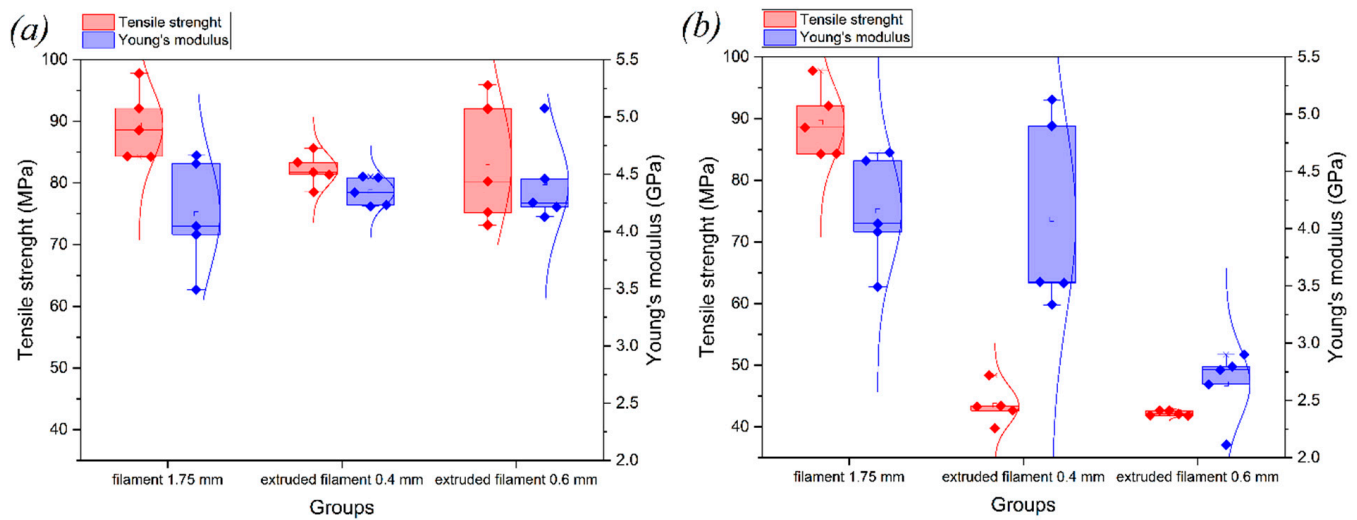 (a)
Tensile strenght
Young's modulus
100
90
80
70
60
50
40
Tensile strenght (MPa)
5.5
5.0
4.5
4.0
3.5
3.0
2.5
2.0
Young's modulus (GPa)
filament 1.75 mm
extruded filament 0.4 mm
extruded filament 0.6 mm
Groups
(b)
Tensile strenght
Young's modulus
100
90
80
70
60
50
40
Tensile strenght (MPa)
5.5
5.0
4.5
4.0
3.5
3.0
2.5
2.0
Young's modulus (GPa)
filament 1.75 mm
extruded filament 0.4 mm
extruded filament 0.6 mm
Groups